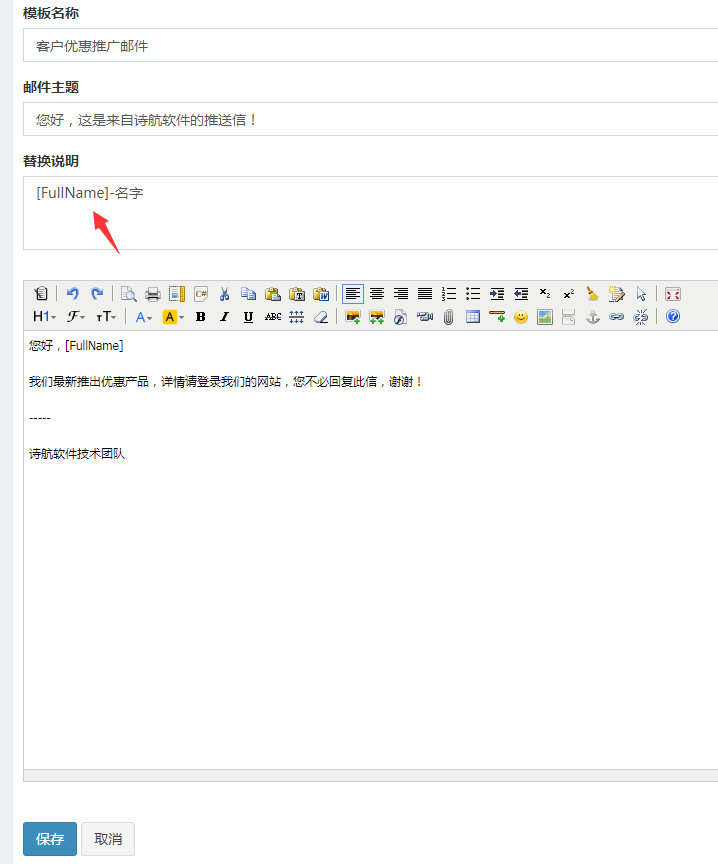 模板名称
客户优惠推广邮件
邮件主题
您好，这是来自诗航软件的推送信！
替换说明
[FullName]-名字
H1 F TT A A B I U ABC
您好，[FullName]
我们最新推出优惠产品，详情请登录我们的网站，您不必回复此信，谢谢！
-----
诗航软件技术团队
保存 取消